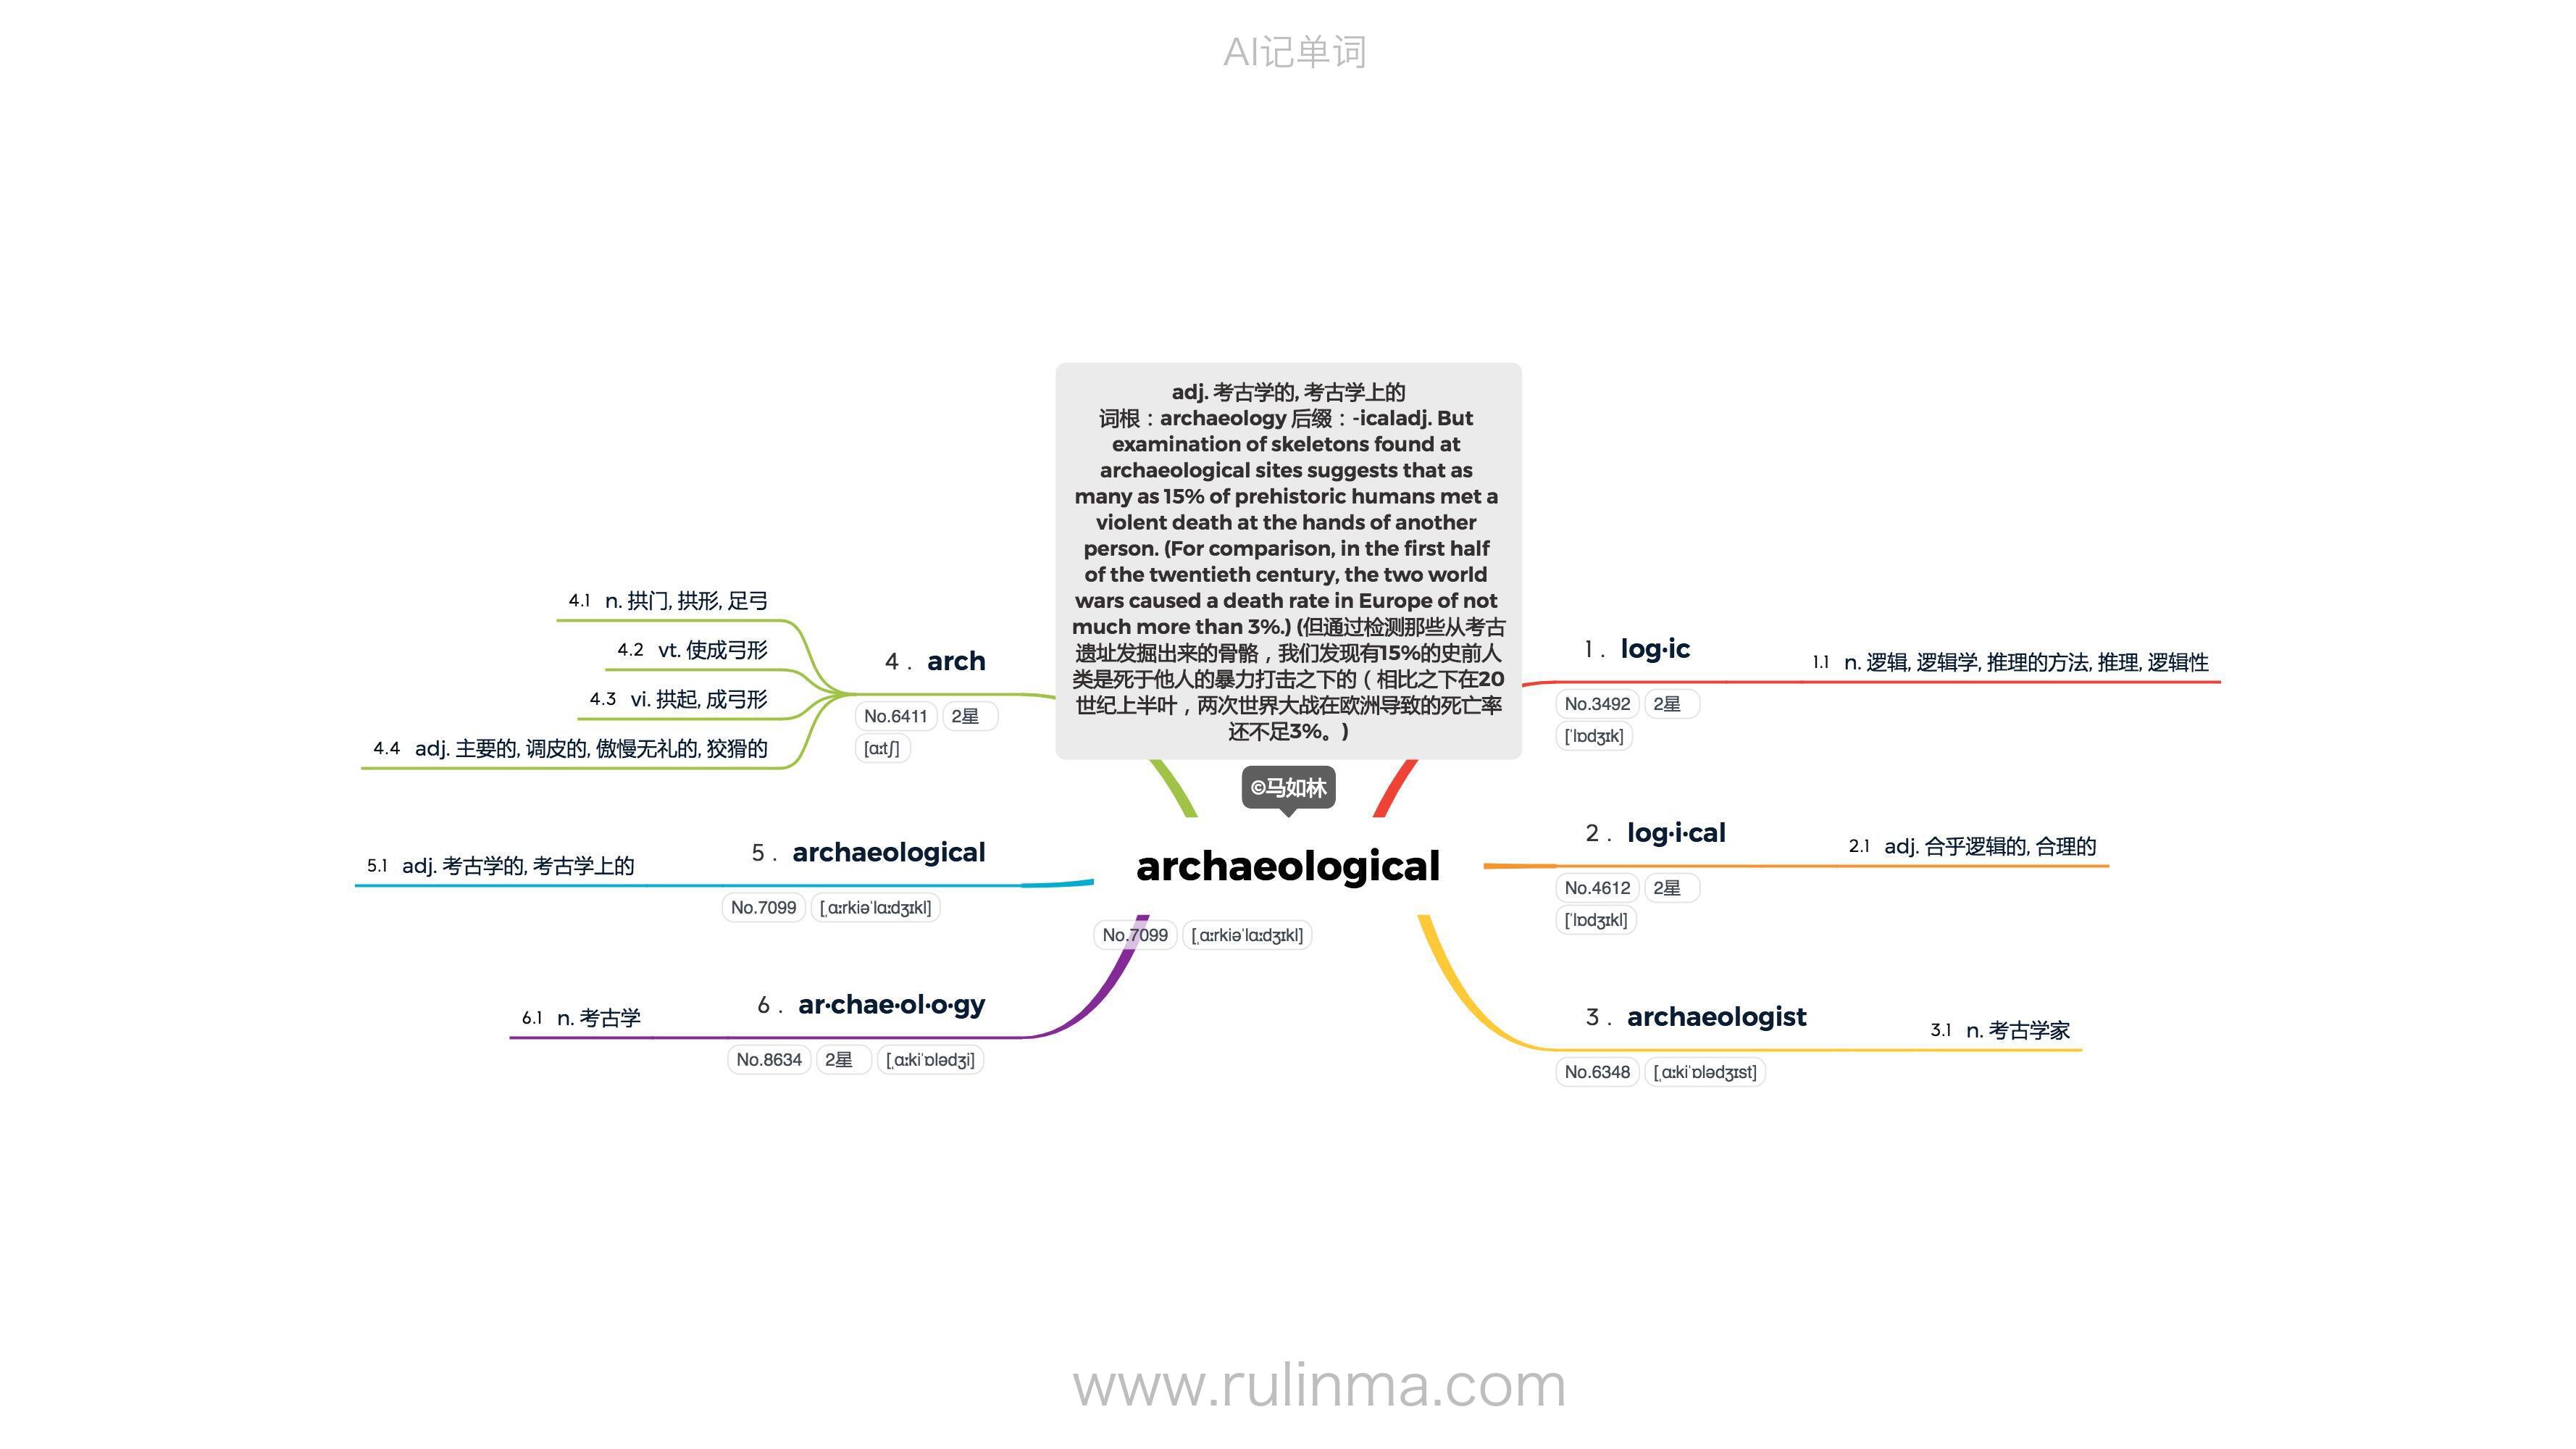 AI记单词
adj. 考古学的, 考古学上的
词根：archaeology 后缀：-icaladj. But
examination of skeletons found at
archaeological sites suggests that as
many as 15% of prehistoric humans met a
violent death at the hands of another
person. (For comparison, in the first half
of the twentieth century, the two world
wars caused a death rate in Europe of not
much more than 3%.) (但通过检测那些从考古
遗址发掘出来的骨骼，我们发现有15%的史前人
类是死于他人的暴力打击之下的（相比之下在20
世纪上半叶，两次世界大战在欧洲导致的死亡率
还不足3%。)
©马如林
archaeological
No.7099 [ˌɑːrkiəˈlɑːdʒɪkl]
1 . log·ic
No.3492 2星
[ˈlɒdʒɪk]
1.1 n. 逻辑, 逻辑学, 推理的方法, 推理, 逻辑性
2 . log·i·cal
No.4612 2星
[ˈlɒdʒɪkl]
2.1 adj. 合乎逻辑的, 合理的
3 . archaeologist
No.6348 [ˌɑːkiˈɒlədʒɪst]
3.1 n. 考古学家
4 . arch
No.6411 2星
[ɑːtʃ]
4.1 n. 拱门, 拱形, 足弓
4.2 vt. 使成弓形
4.3 vi. 拱起, 成弓形
4.4 adj. 主要的, 调皮的, 傲慢无礼的, 狡猾的
5 . archaeological
No.7099 [ˌɑːrkiəˈlɑːdʒɪkl]
5.1 adj. 考古学的, 考古学上的
6 . ar·chae·ol·o·gy
No.8634 2星 [ˌɑːkiˈɒlədʒi]
6.1 n. 考古学
www.rulinma.com